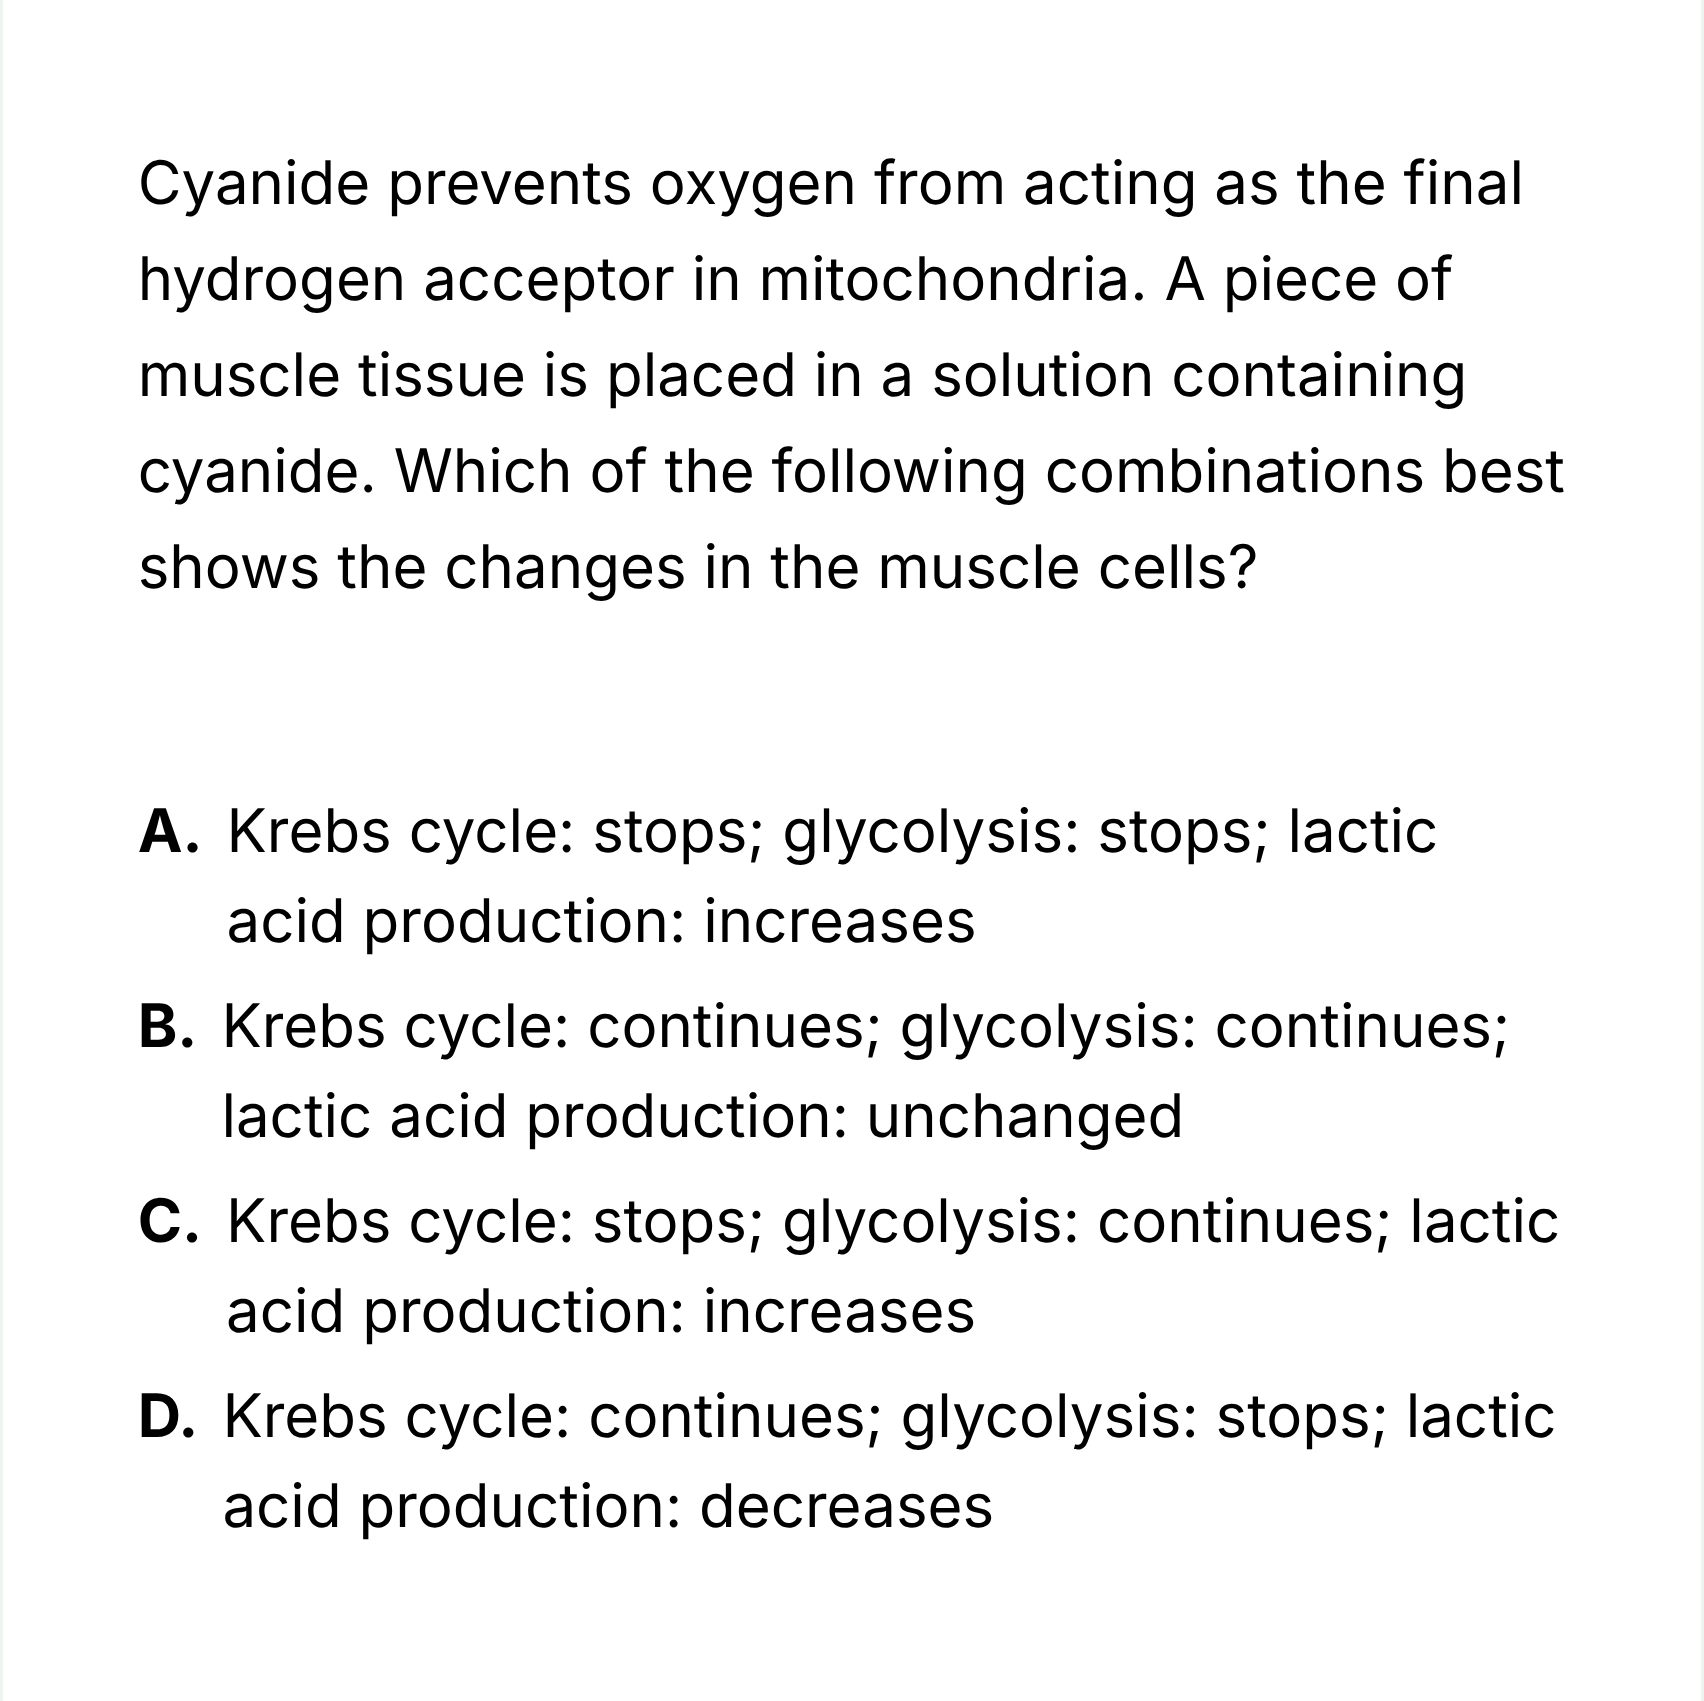 Cyanide prevents oxygen from acting as the final
hydrogen acceptor in mitochondria. A piece of
muscle tissue is placed in a solution containing
cyanide. Which of the following combinations best
shows the changes in the muscle cells?
A. Krebs cycle: stops; glycolysis: stops; lactic
acid production: increases
B. Krebs cycle: continues; glycolysis: continues;
lactic acid production: unchanged
C. Krebs cycle: stops; glycolysis: continues; lactic
acid production: increases
D. Krebs cycle: continues; glycolysis: stops; lactic
acid production: decreases